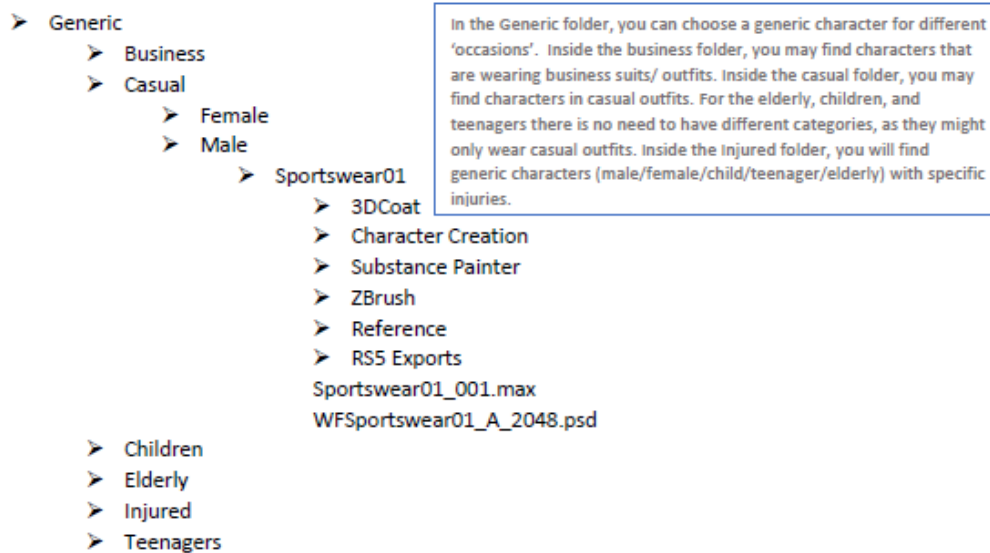 Generic
Business
Casual
Female
Male
Sportswear01
3DCoat
Character Creation
Substance Painter
ZBrush
Reference
RS5 Exports
Sportswear01_001.max
WFSportswear01_A_2048.psd
Children
Elderly
Injured
Teenagers
In the Generic folder, you can choose a generic character for different
‘occasions’. Inside the business folder, you may find characters that
are wearing business suits/ outfits. Inside the casual folder, you may
find characters in casual outfits. For the elderly, children, and
teenagers there is no need to have different categories, as they might
only wear casual outfits. Inside the Injured folder, you will find
generic characters (male/female/child/teenager/elderly) with specific
injuries.